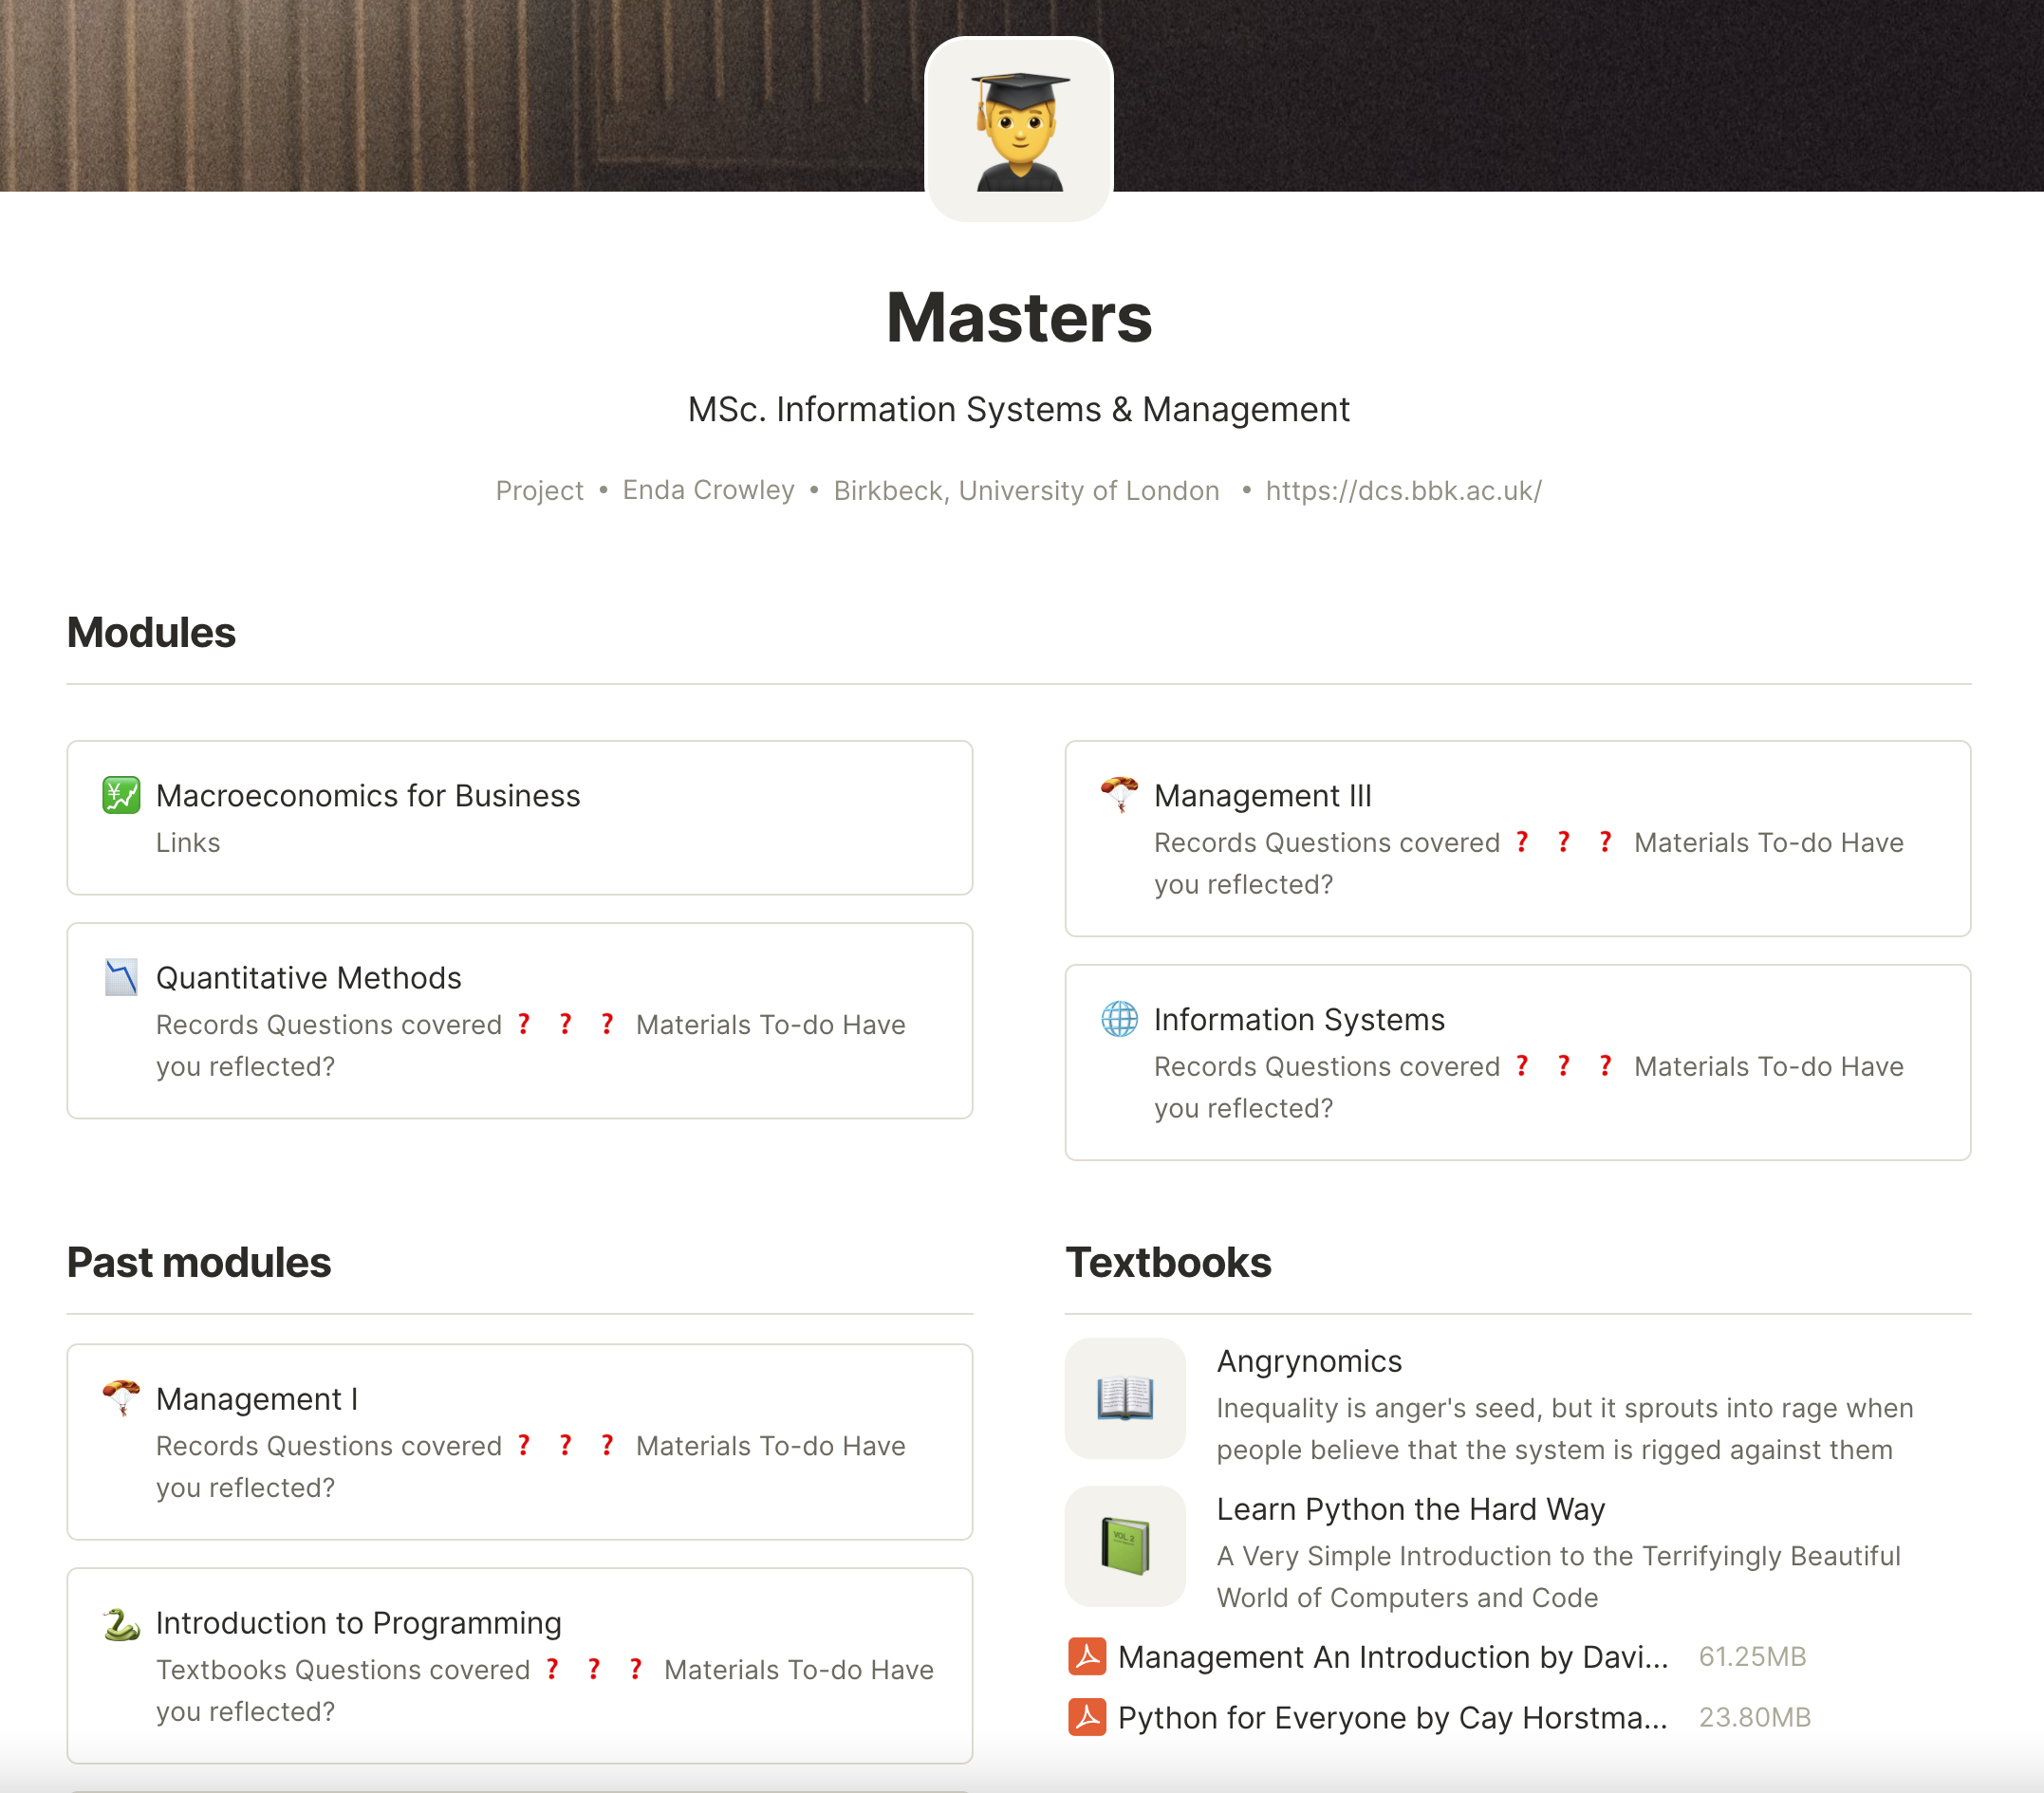 Masters
MSc. Information Systems & Management
Project • Enda Crowley • Birkbeck, University of London • https://dcs.bbk.ac.uk/
Modules
Macroeconomics for Business
Links
Quantitative Methods
Records Questions covered ❓ ❓ ❓ Materials To-do Have
you reflected?
Management III
Records Questions covered ❓ ❓ ❓ Materials To-do Have
you reflected?
Information Systems
Records Questions covered ❓ ❓ ❓ Materials To-do Have
you reflected?
Past modules
Management I
Records Questions covered ❓ ❓ ❓ Materials To-do Have
you reflected?
Introduction to Programming
Textbooks Questions covered ❓ ❓ ❓ Materials To-do Have
you reflected?
Textbooks
Angrynomics
Inequality is anger's seed, but it sprouts into rage when
people believe that the system is rigged against them
VOL. 2
Learn Python the Hard Way
A Very Simple Introduction to the Terrifyingly Beautiful
World of Computers and Code
Management An Introduction by Davi... 61.25MB
Python for Everyone by Cay Horstma... 23.80MB